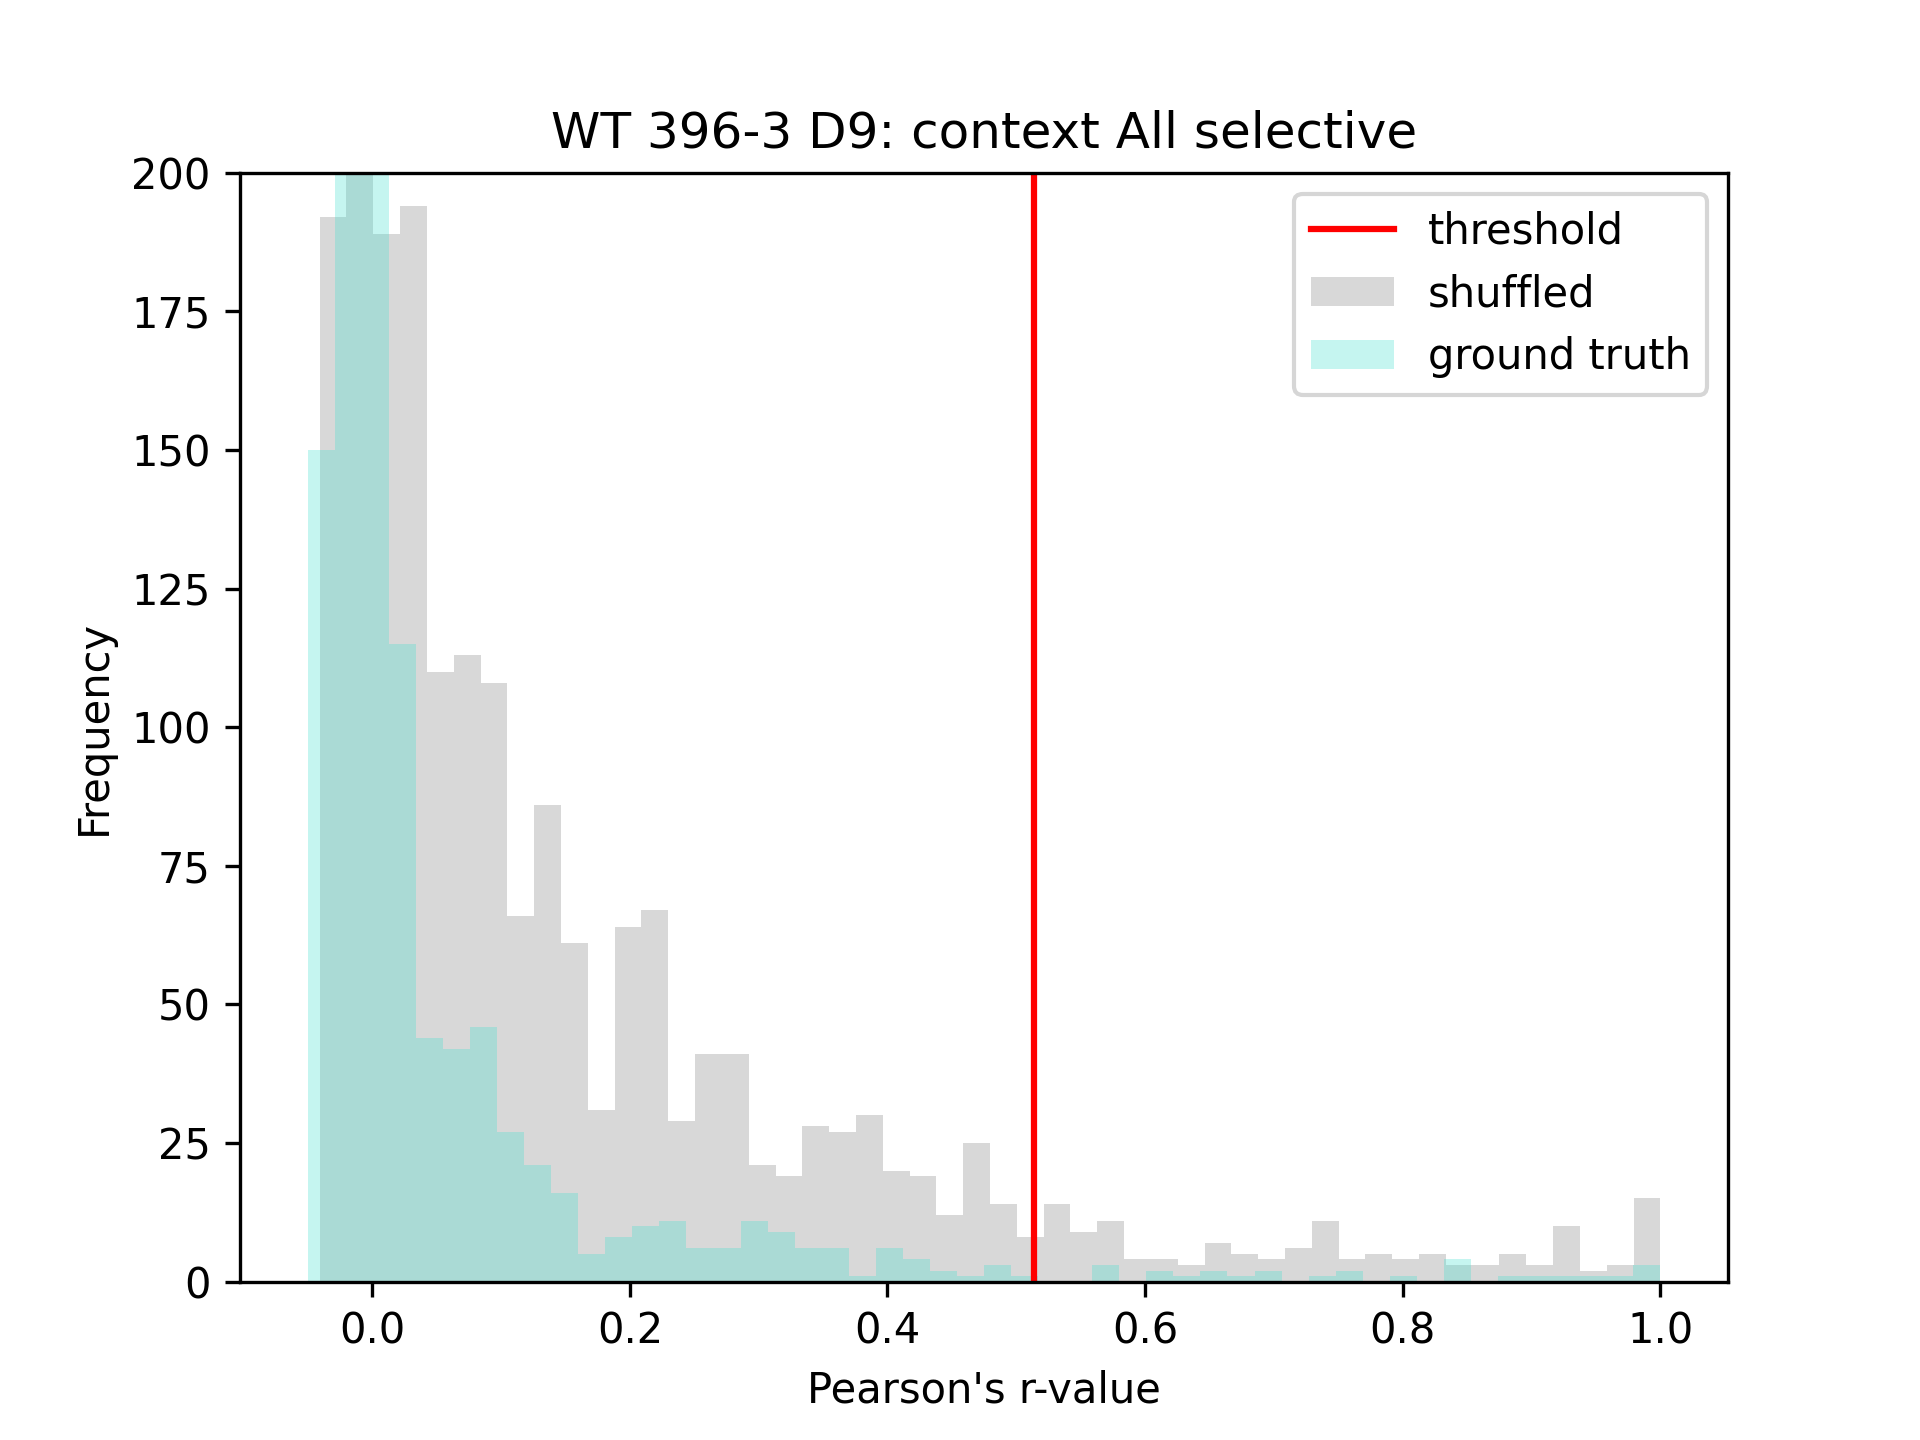 WT 396-3 D9: context All selective
threshold
shuffled
ground truth
Frequency
200
175
150
125
100
75
50
25
0
0.0 0.2 0.4 0.6 0.8 1.0
Pearson's r-value